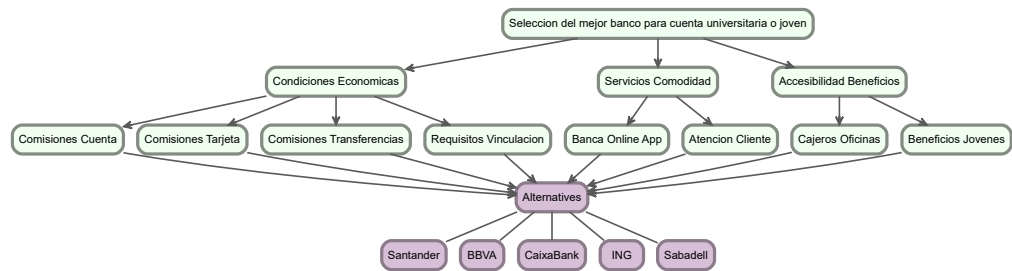 Seleccion del mejor banco para cuenta universitaria o joven
Condiciones Economicas
Servicios Comodidad
Accesibilidad Beneficios
Comisiones Cuenta
Comisiones Tarjeta
Comisiones Transferencias
Requisitos Vinculacion
Banca Online App
Atencion Cliente
Cajeros Oficinas
Beneficios Jovenes
Alternatives
Santander
BBVA
CaixaBank
ING
Sabadell